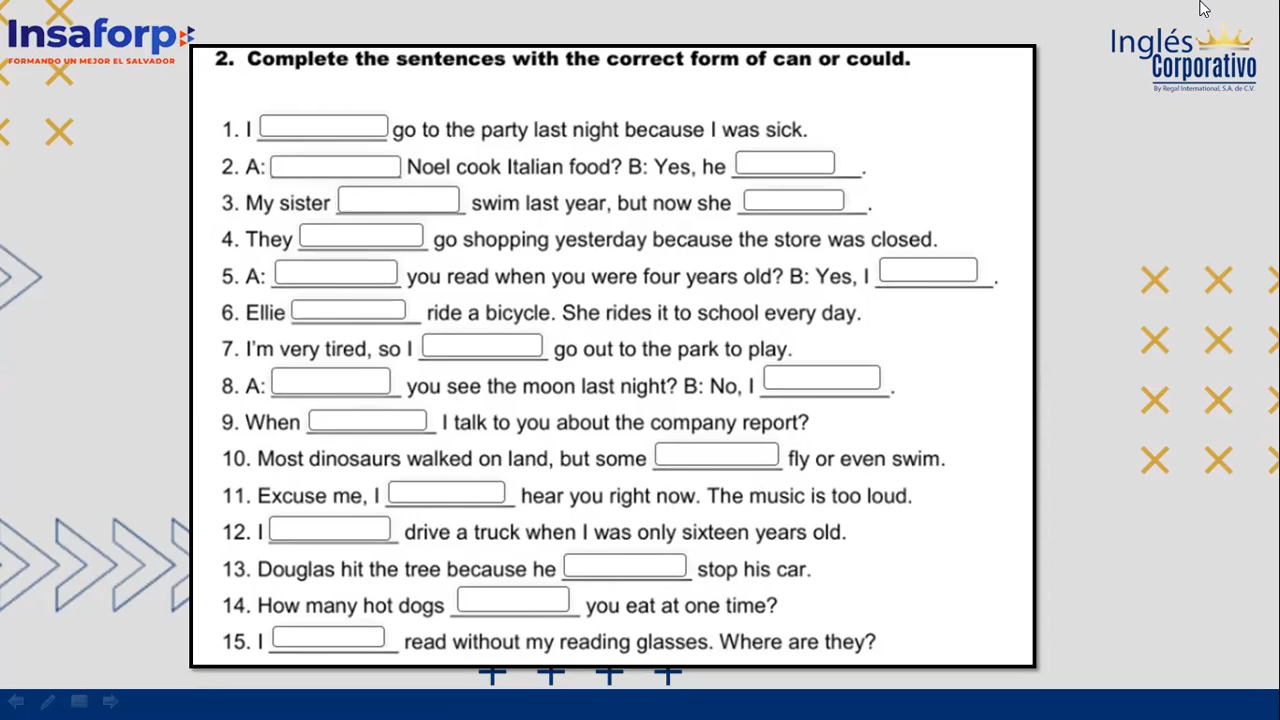 Insaforp
FORMANDO UN MEJOR EL SALVADOR
Inglés
Corporativo
By Regal International, S.A. de C.V.
2. Complete the sentences with the correct form of can or could.
1. I go to the party last night because I was sick.
2. A: Noel cook Italian food? B: Yes, he .
3. My sister swim last year, but now she .
4. They go shopping yesterday because the store was closed.
5. A: you read when you were four years old? B: Yes, I .
6. Ellie ride a bicycle. She rides it to school every day.
7. I'm very tired, so I go out to the park to play.
8. A: you see the moon last night? B: No, I .
9. When I talk to you about the company report?
10. Most dinosaurs walked on land, but some fly or even swim.
11. Excuse me, I hear you right now. The music is too loud.
12. I drive a truck when I was only sixteen years old.
13. Douglas hit the tree because he stop his car.
14. How many hot dogs you eat at one time?
15. I read without my reading glasses. Where are they?